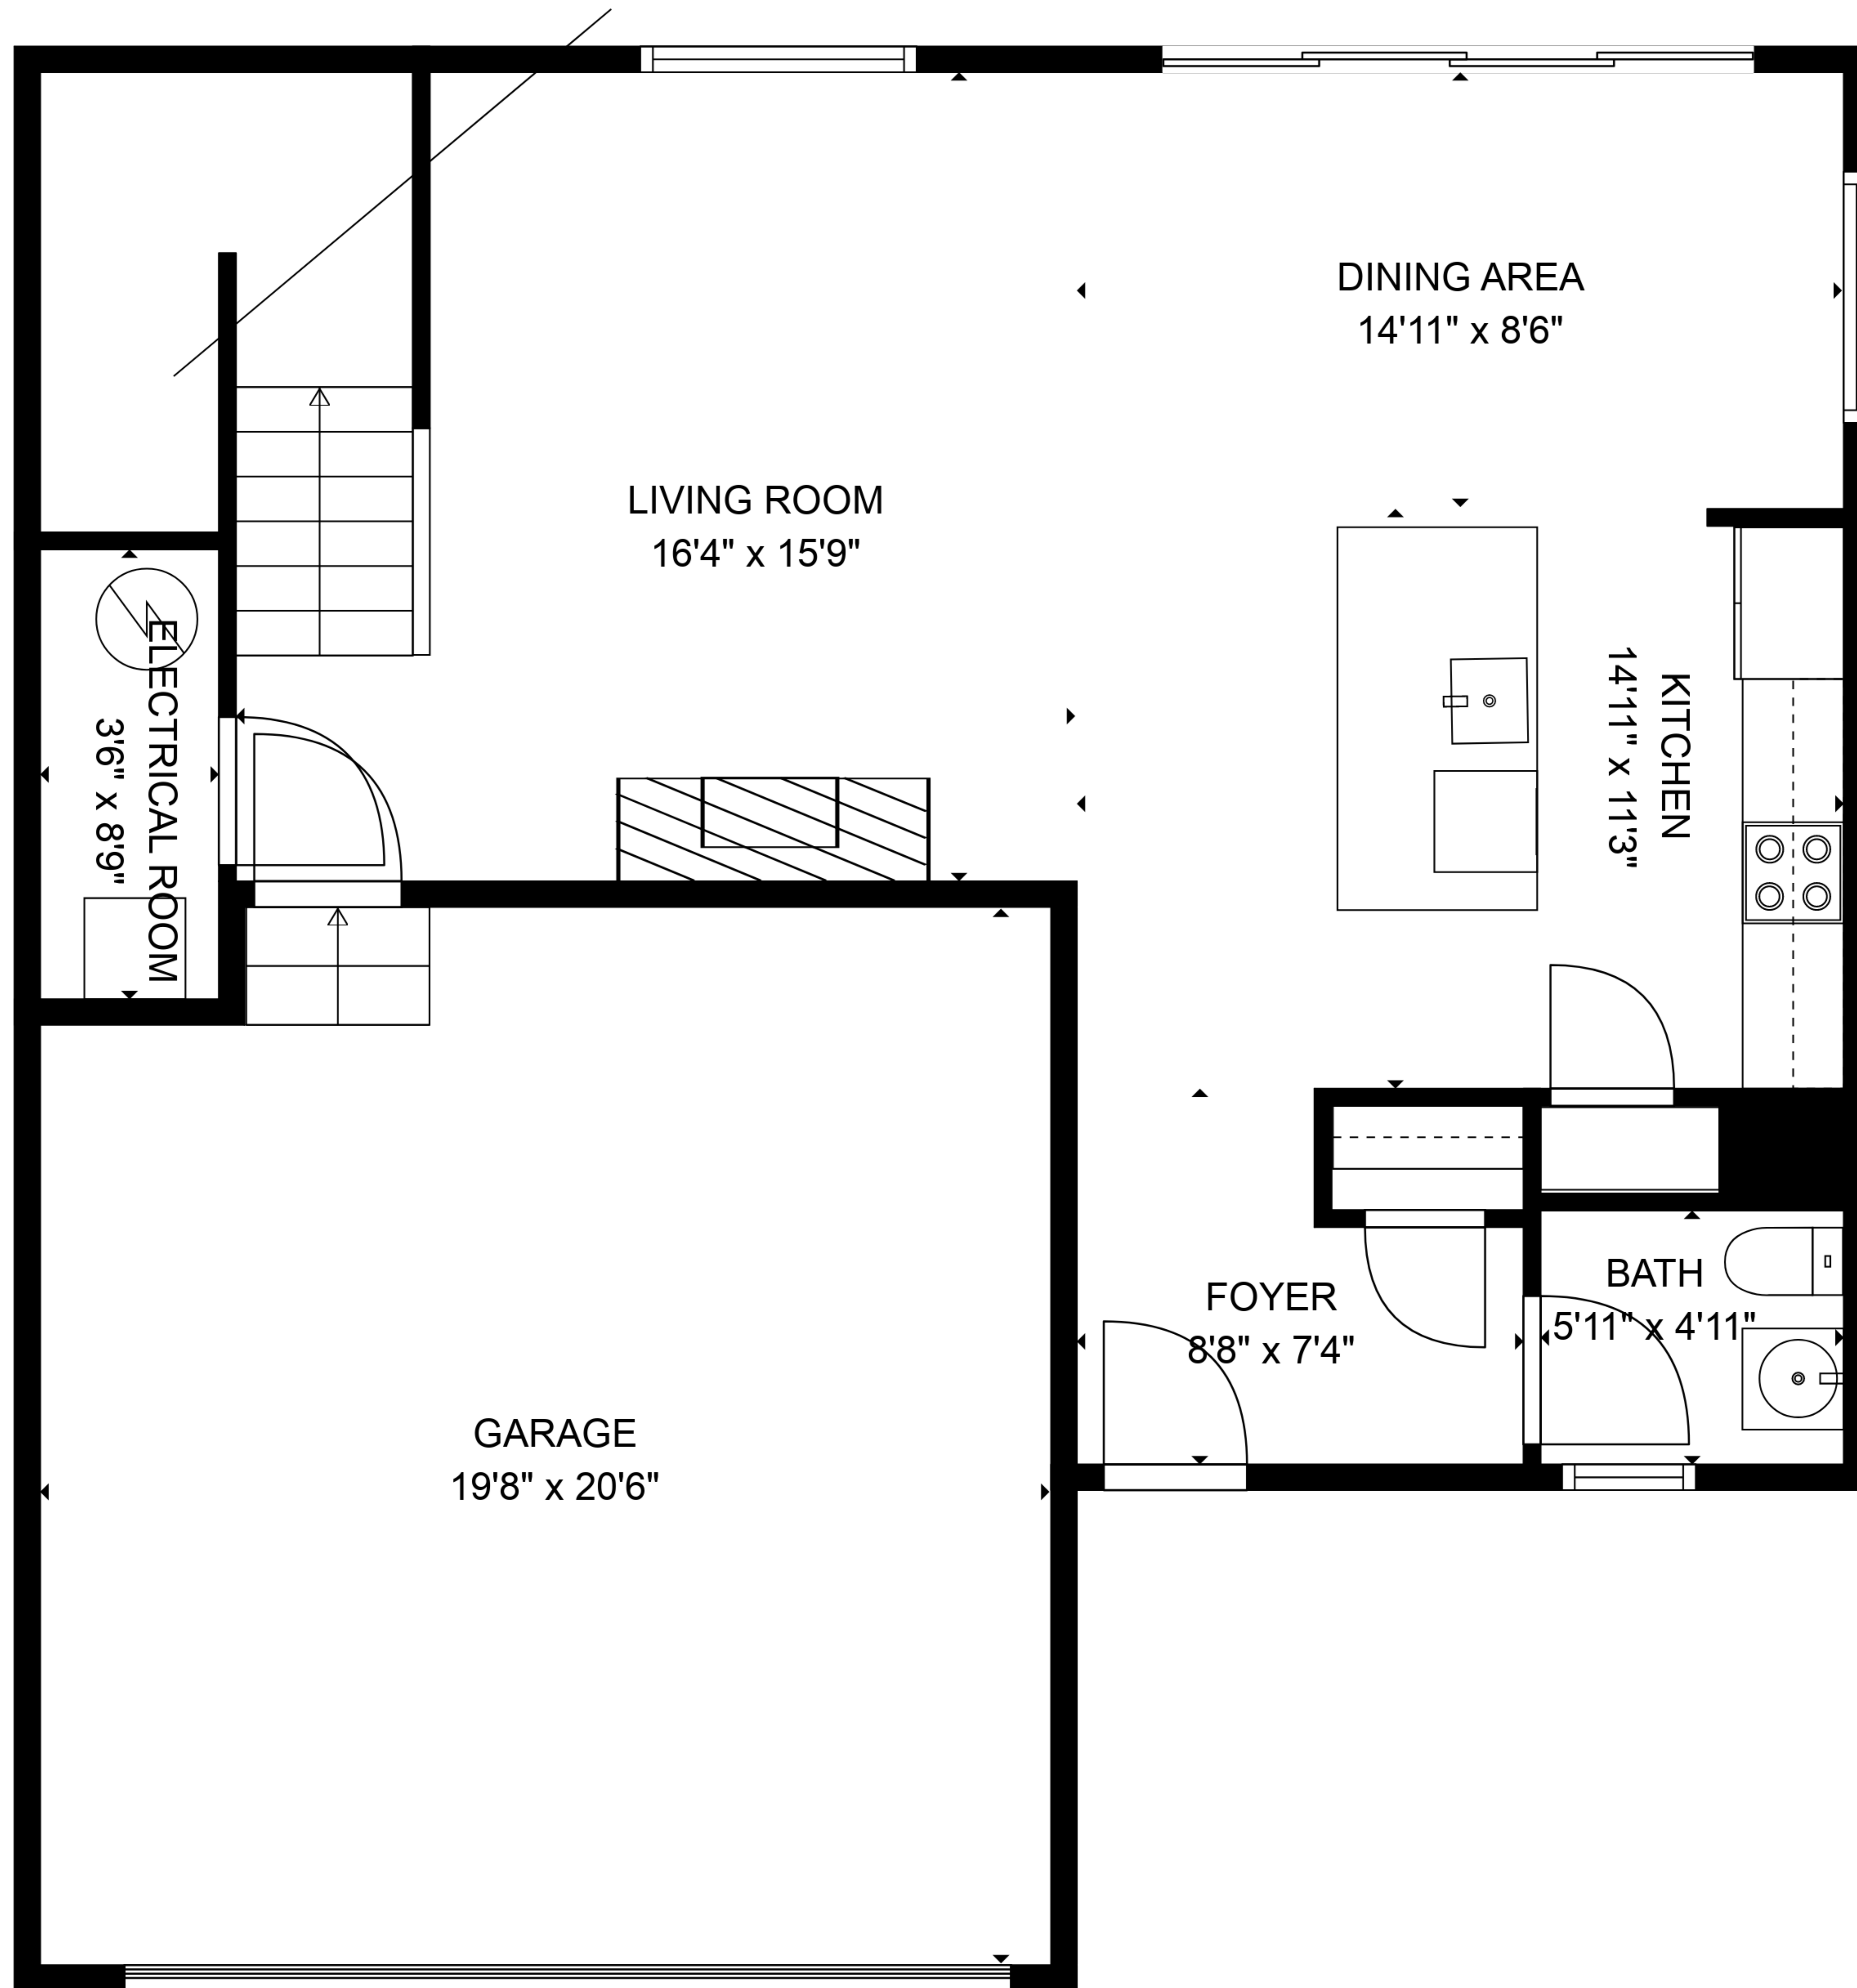 DINING AREA
14'11" x 8'6"
LIVING ROOM
16'4" x 15'9"
KITCHEN
14'11" x 11'3"
ELECTRICAL ROOM
3'6" x 8'9"
FOYER
8'8" x 7'4"
BATH
5'11" x 4'11"
GARAGE
19'8" x 20'6"